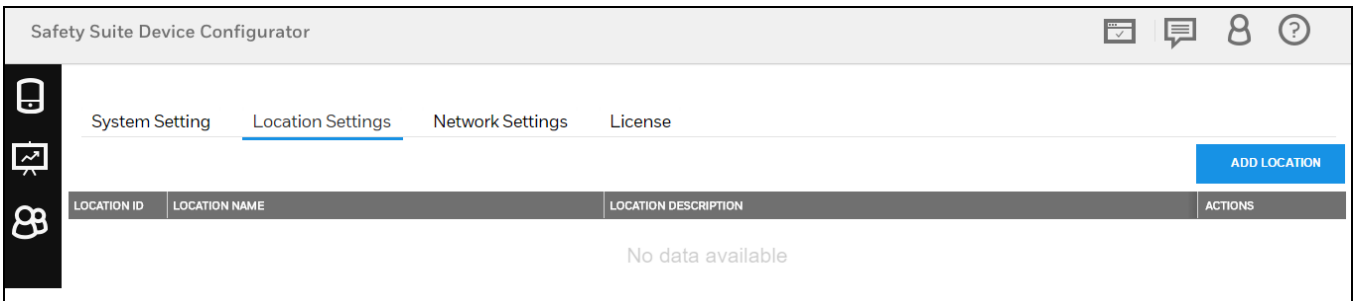 Safety Suite Device Configurator
System Setting Location Settings Network Settings License
ADD LOCATION
LOCATION ID LOCATION NAME LOCATION DESCRIPTION ACTIONS
No data available